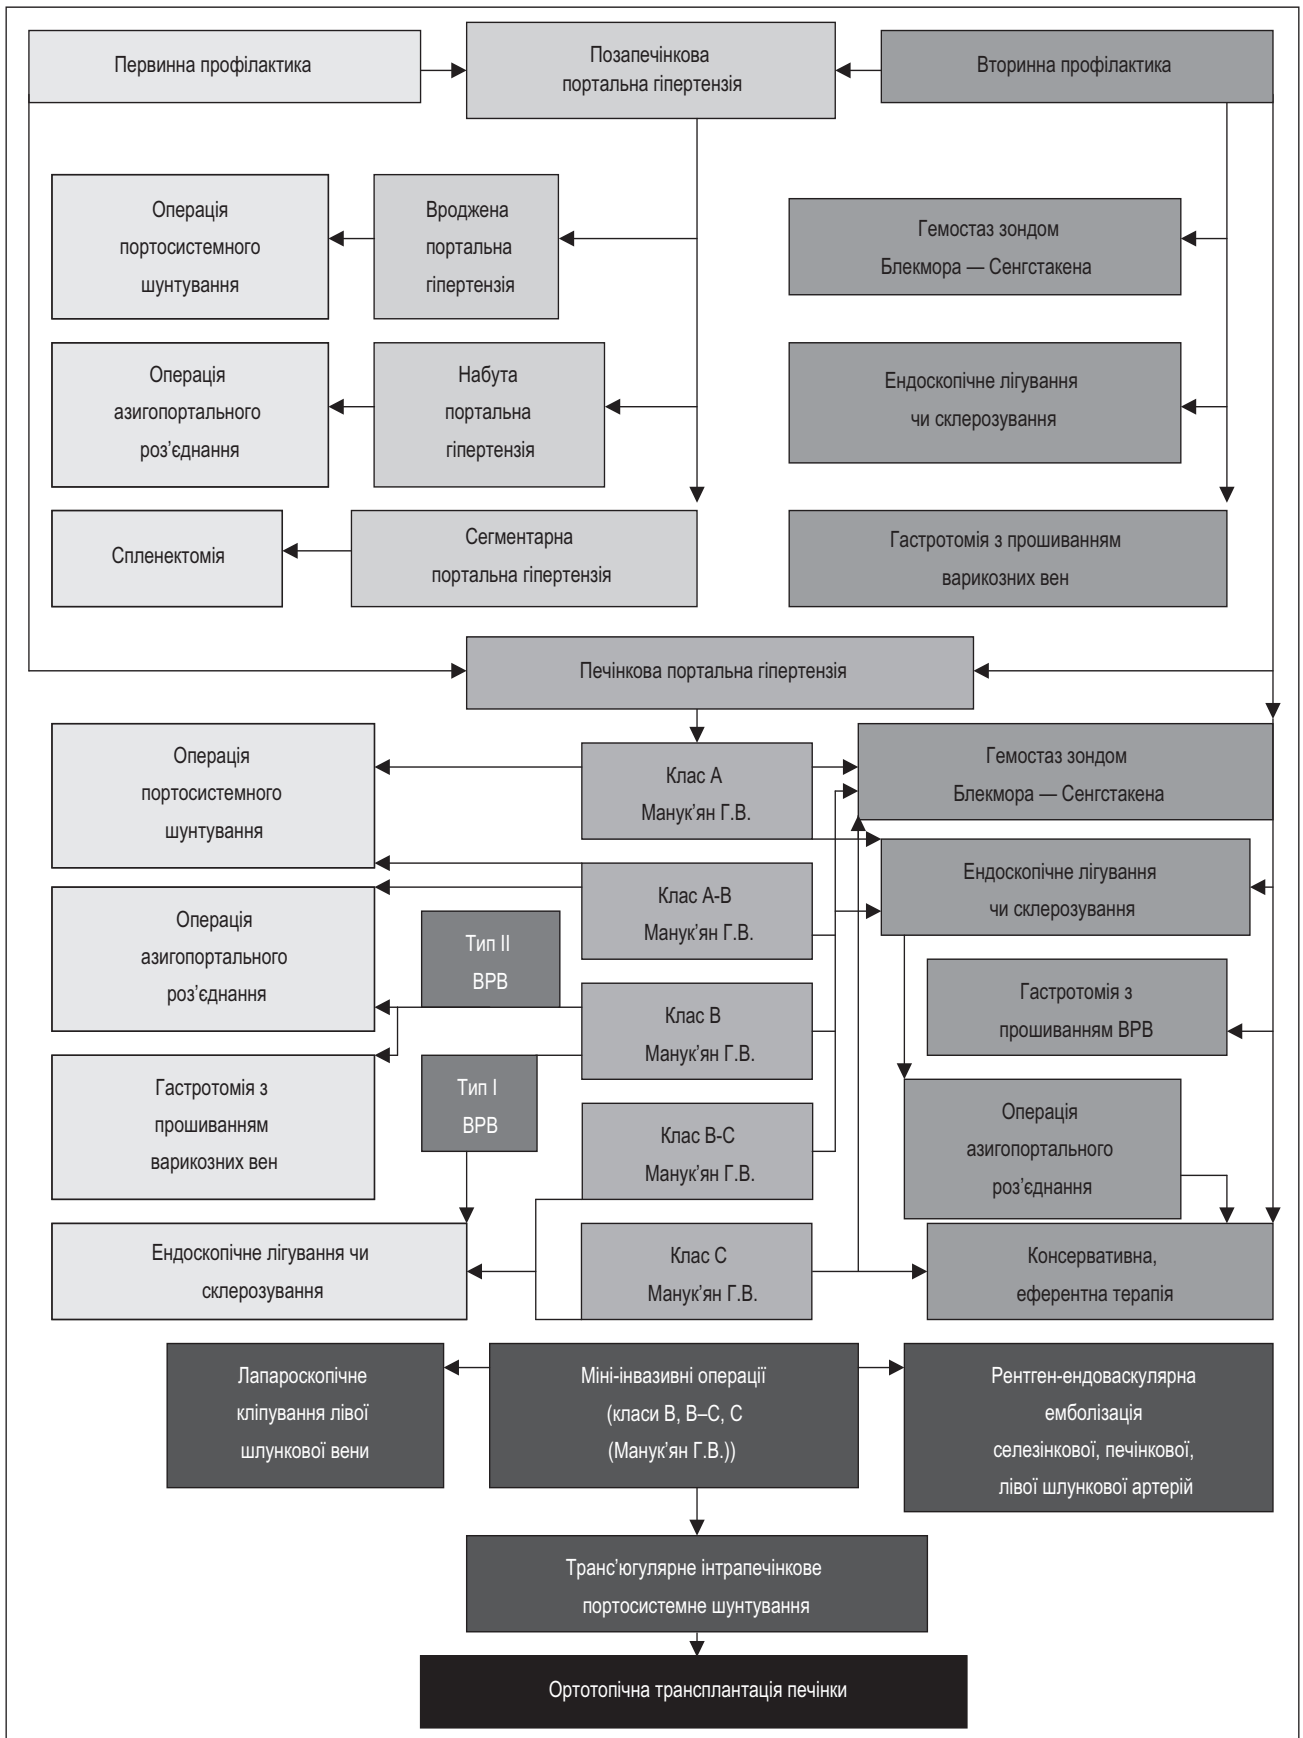 Первинна профілактика
Позапечінкова
портальна гіпертензія
Вторинна профілактика
Операція
портосистемного
шунтування
Вроджена
портальна
гіпертензія
Гемостаз зондом
Блекмора — Сенгстакена
Операція
азигопортального
роз’єднання
Набута
портальна
гіпертензія
Ендоскопічне лігування
чи склерозування
Спленектомія
Сегментарна
портальна гіпертензія
Гастротомія з прошиванням
варикозних вен
Печінкова портальна гіпертензія
Операція
портосистемного
шунтування
Клас А
Манук’ян Г.В.
Гемостаз зондом
Блекмора — Сенгстакена
Операція
азигопортального
роз’єднання
Тип II
ВРВ
Клас А-В
Манук’ян Г.В.
Ендоскопічне лігування
чи склерозування
Клас В
Манук’ян Г.В.
Гастротомія з
прошиванням ВРВ
Гастротомія з
прошиванням
варикозних вен
Тип I
ВРВ
Клас В-С
Манук’ян Г.В.
Операція
азигопортального
роз’єднання
Ендоскопічне лігування чи
склерозування
Клас С
Манук’ян Г.В.
Консервативна,
еферентна терапія
Лапароскопічне
кліпування лівої
шлункової вени
Міні-інвазивні операції
(класи В, В–С, С
(Манук’ян Г.В.))
Рентген-ендоваскулярна
емболізація
селезінкової, печінкової,
лівої шлункової артерій
Транс’югулярне інтрапечінкове
портосистемне шунтування
Ортотопічна трансплантація печінки